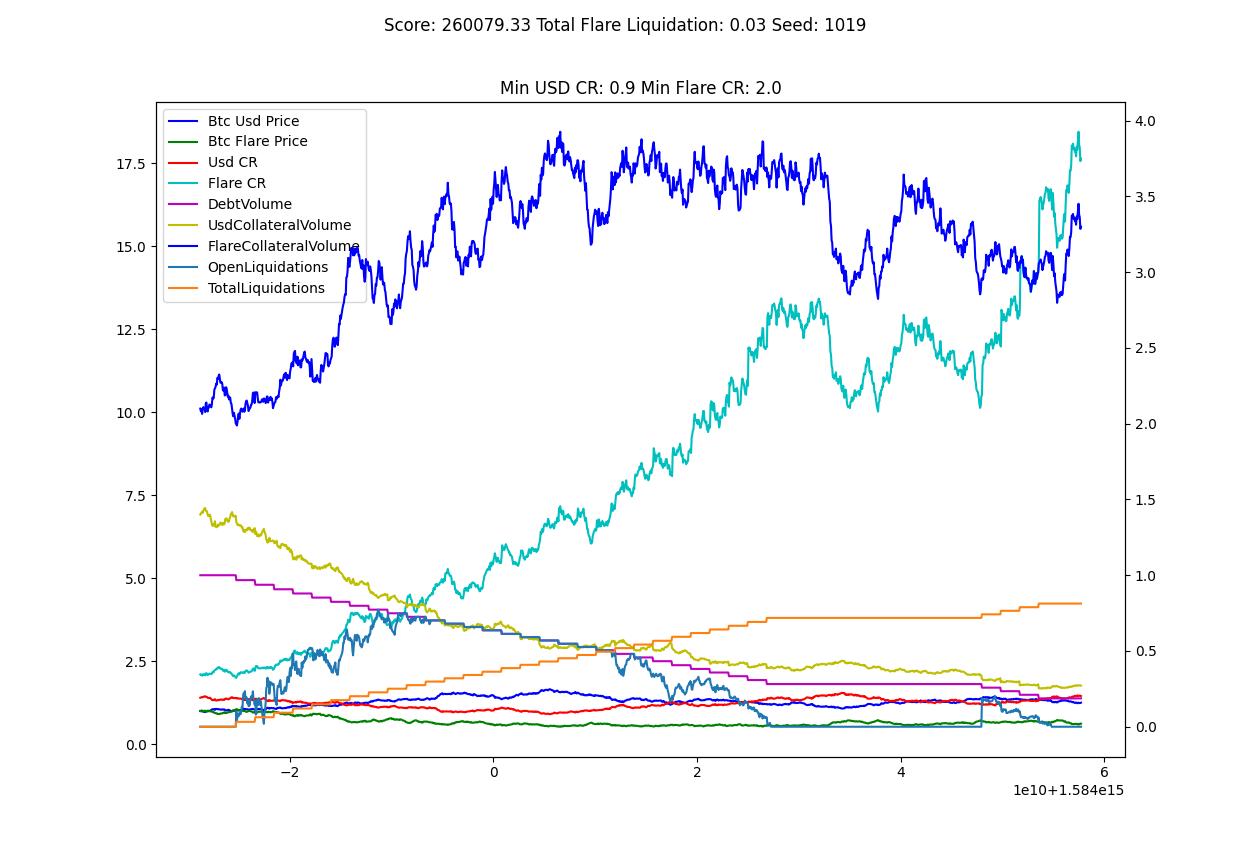 Score: 260079.33 Total Flare Liquidation: 0.03 Seed: 1019
Min USD CR: 0.9 Min Flare CR: 2.0
Btc Usd Price
Btc Flare Price
Usd CR
Flare CR
DebtVolume
UsdCollateralVolume
FlareCollateralVolume
OpenLiquidations
TotalLiquidations
17.5
15.0
12.5
10.0
7.5
5.0
2.5
0.0
4.0
3.5
3.0
2.5
2.0
1.5
1.0
0.5
0.0
−2
0
2
4
6
1e10+1.584e15